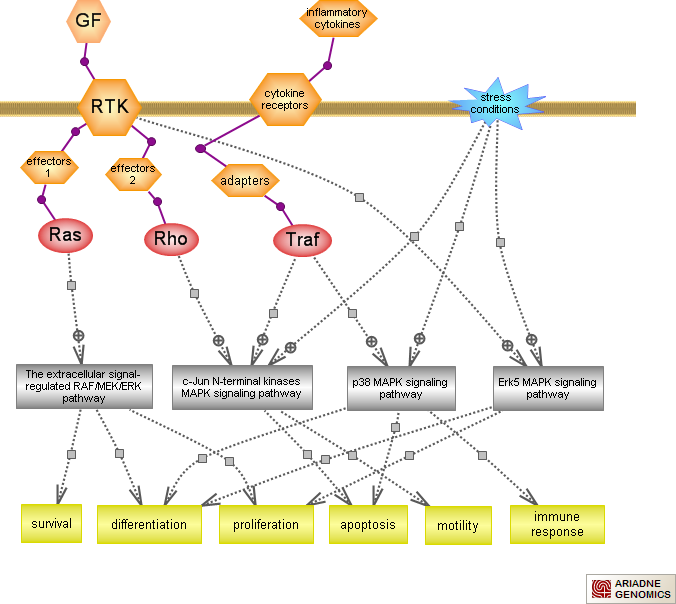 GF
inflammatory
cytokines
RTK
cytokine
receptors
stress
conditions
effectors
1
effectors
2
adapters
Ras
Rho
Traf
The extracellular signal-
regulated RAF/MEK/ERK
pathway
c-Jun N-terminal kinases
MAPK signaling pathway
p38 MAPK signaling
pathway
Erk5 MAPK signaling
pathway
survival
differentiation
proliferation
apoptosis
motility
immune
response
ARIADNE
GENOMICS